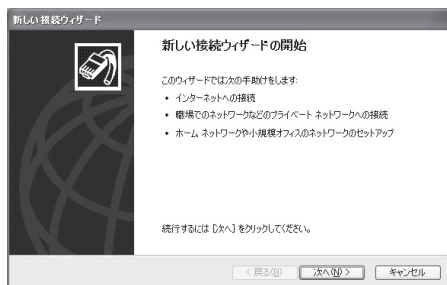 新しい接続ウィザード
新しい接続ウィザードの開始
このウィザードでは次の手助けをします:
• インターネットへの接続
• 職場でのネットワークなどのプライベート ネットワークへの接続
• ホーム ネットワークや小規模オフィスのネットワークのセットアップ
続行するには [次へ] をクリックしてください。
< 戻る(B)
次へ(N) >
キャンセル